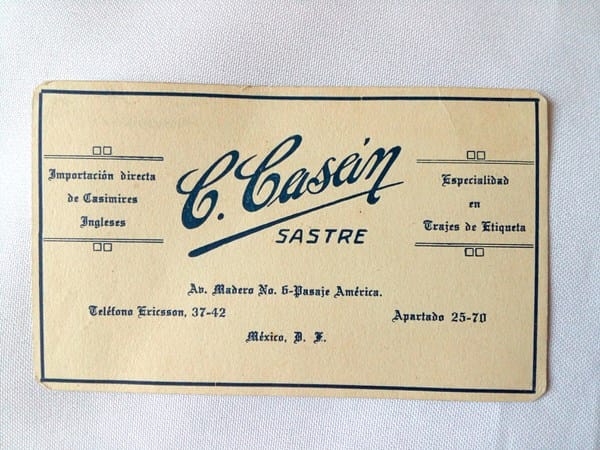 Importación directa
de Casimires
Ingleses
C. Caseín
SASTRE
Especialidad
en
Trajes de Etiqueta
Av. Madero No. 6-Pasaje América.
Teléfono Ericsson, 37-42
Apartado 25-70
México, D. F.